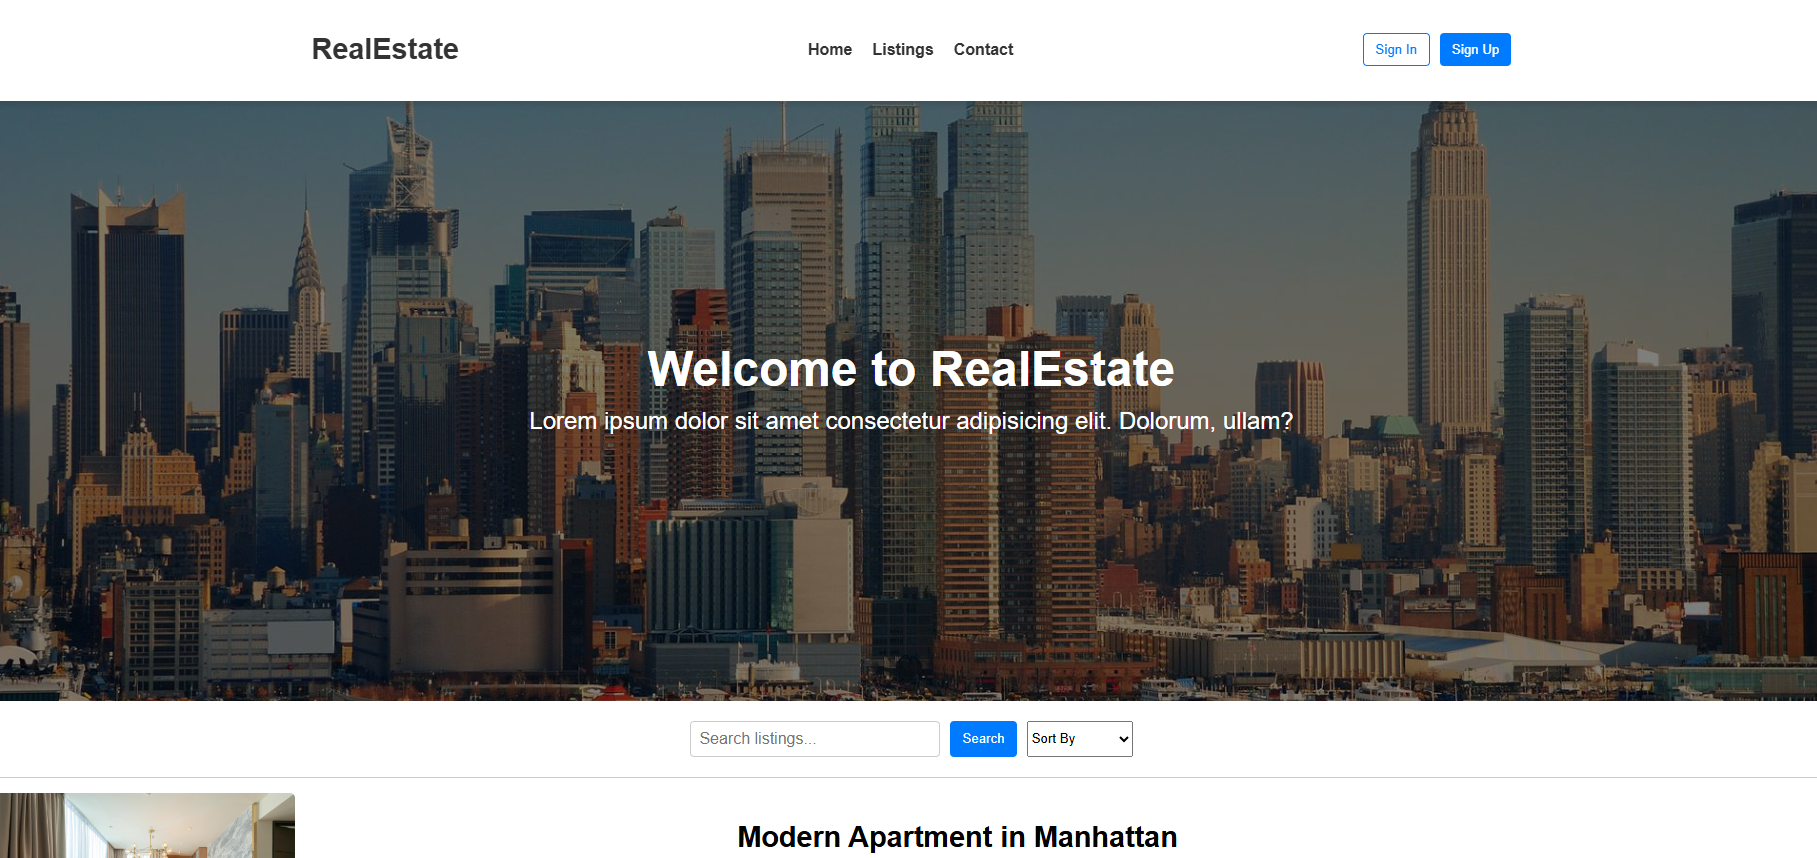 RealEstate
Home Listings Contact
Sign In Sign Up
Welcome to RealEstate
Lorem ipsum dolor sit amet consectetur adipisicing elit. Dolorum, ullam?
Search listings... Search Sort By
Modern Apartment in Manhattan